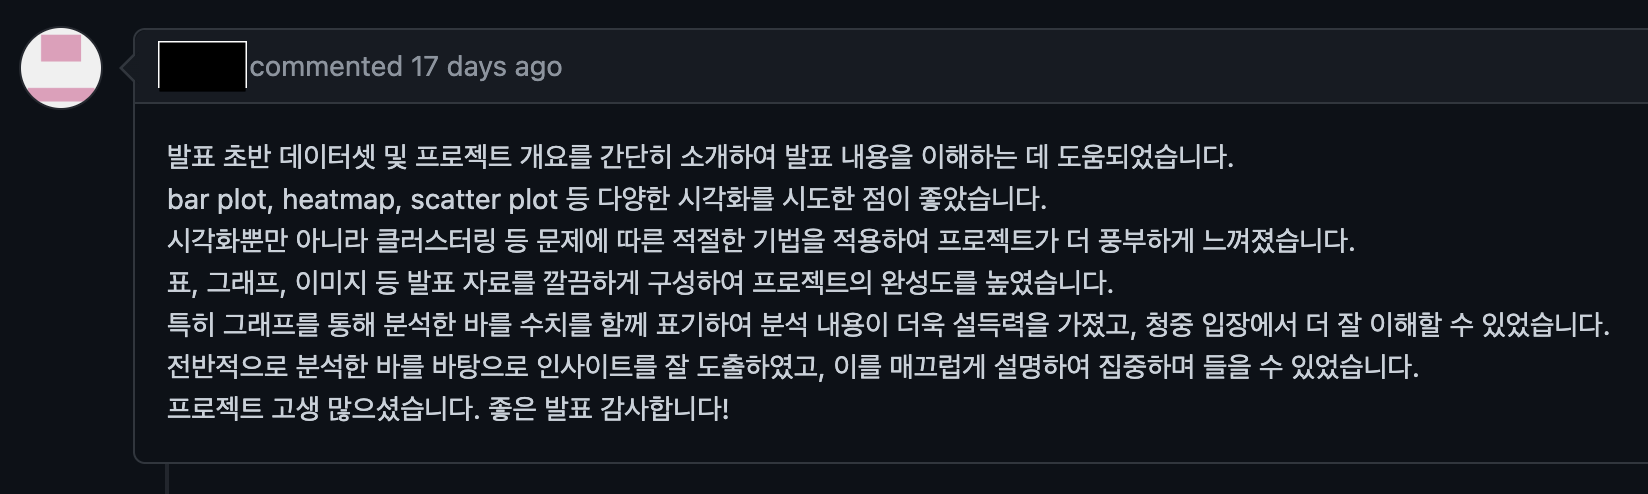 commented 17 days ago
발표 초반 데이터셋 및 프로젝트 개요를 간단히 소개하여 발표 내용을 이해하는 데 도움되었습니다.
bar plot, heatmap, scatter plot 등 다양한 시각화를 시도한 점이 좋았습니다.
시각화뿐만 아니라 클러스터링 등 문제에 따른 적절한 기법을 적용하여 프로젝트가 더 풍부하게 느껴졌습니다.
표, 그래프, 이미지 등 발표 자료를 깔끔하게 구성하여 프로젝트의 완성도를 높였습니다.
특히 그래프를 통해 분석한 바를 수치를 함께 표기하여 분석 내용이 더욱 설득력을 가졌고, 청중 입장에서 더 잘 이해할 수 있었습니다.
전반적으로 분석한 바를 바탕으로 인사이트를 잘 도출하였고, 이를 매끄럽게 설명하여 집중하며 들을 수 있었습니다.
프로젝트 고생 많으셨습니다. 좋은 발표 감사합니다!